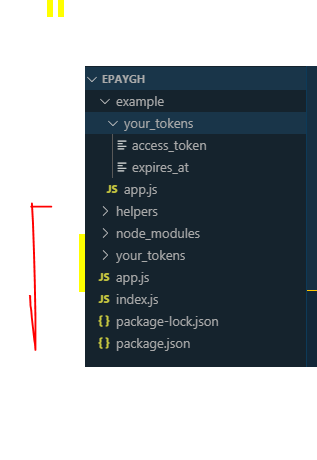 EPAYGH
example
your_tokens
access_token
expires_at
JS app.js
helpers
node_modules
your_tokens
JS app.js
JS index.js
{} package-lock.json
{} package.json